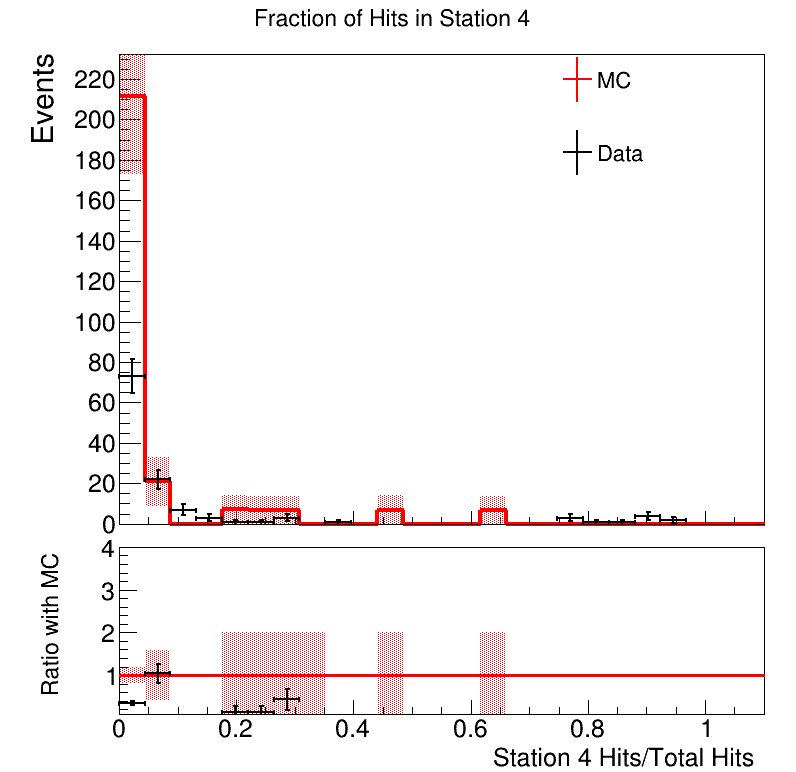 Fraction of Hits in Station 4
Events
220
200
180
160
140
120
100
80
60
40
20
0
MC
Data
Ratio with MC
4
3
2
1
0 0.2 0.4 0.6 0.8 1
Station 4 Hits/Total Hits